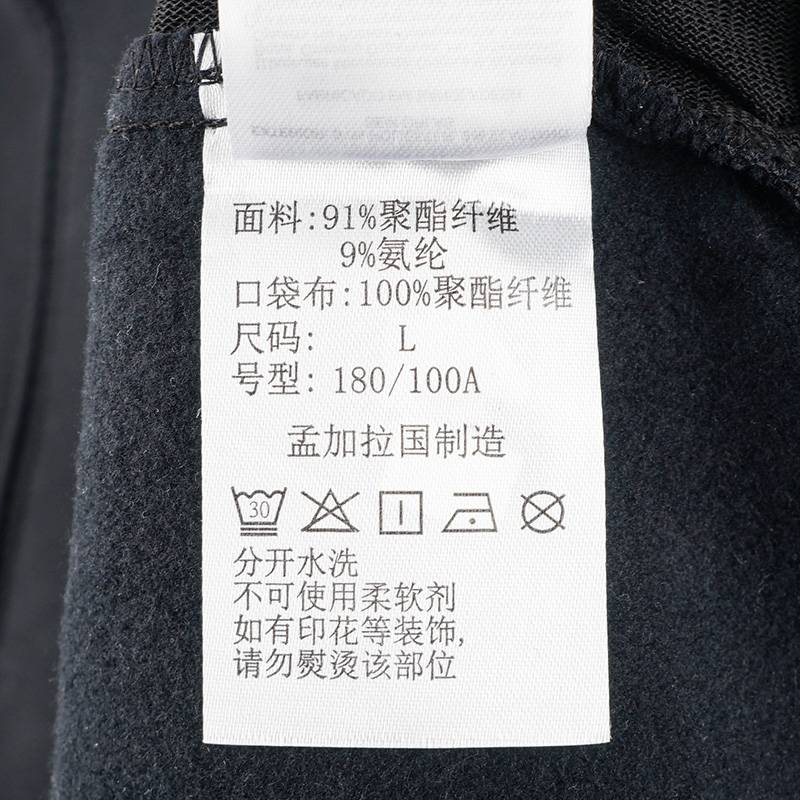 面料:91%聚酯纤维
9%氨纶
口袋布:100%聚酯纤维
尺码: L
号型: 180/100A
孟加拉国制造
30
分开水洗
不可使用柔软剂
如有印花等装饰,
请勿熨烫该部位